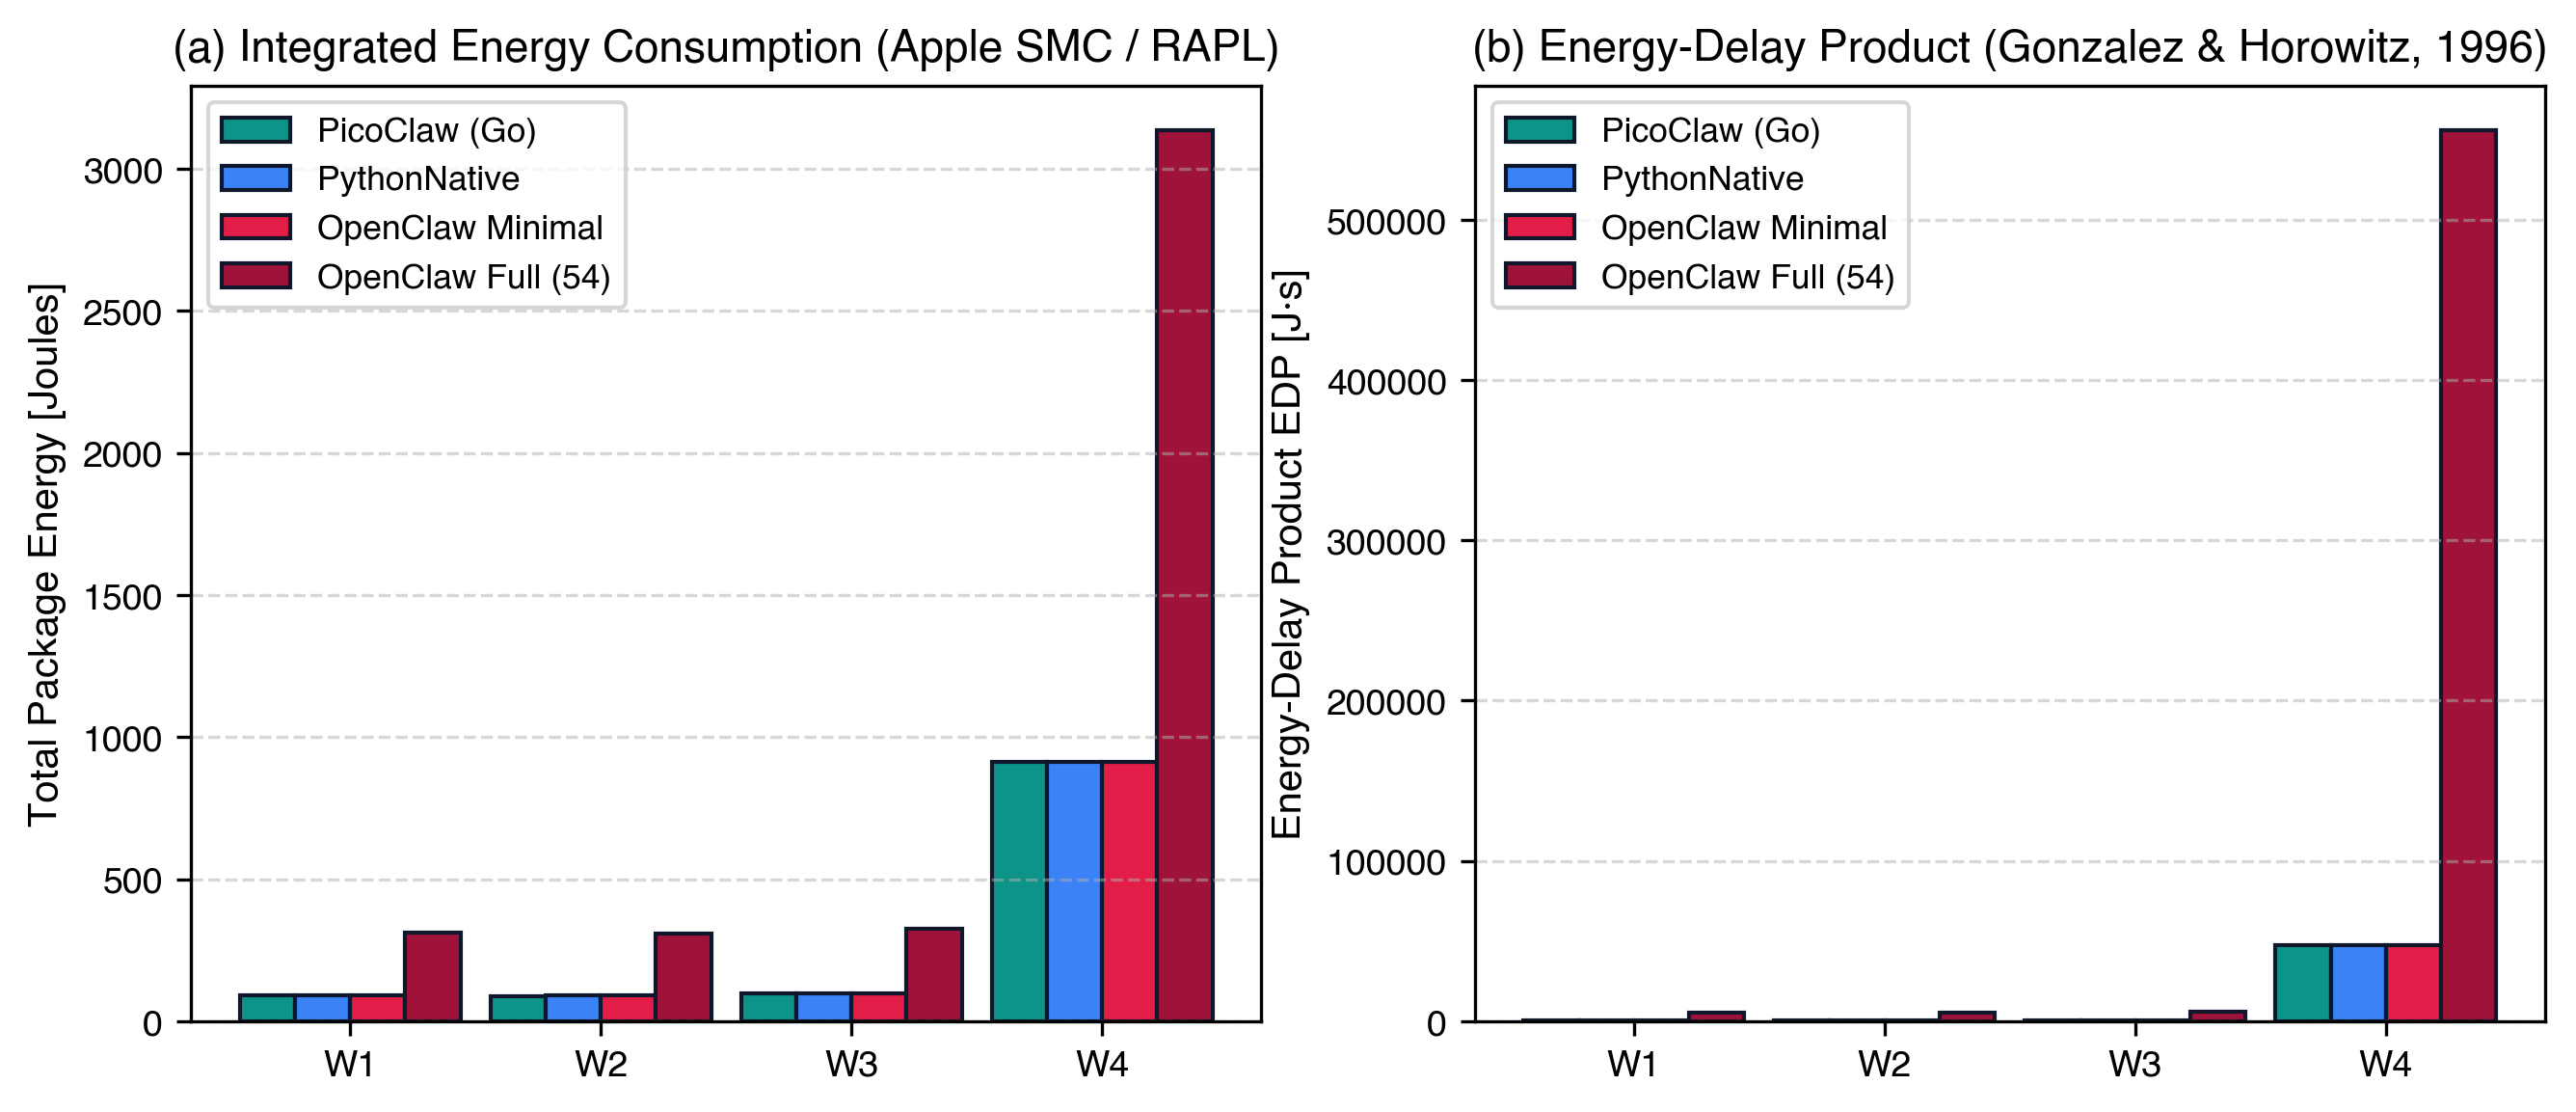 (a) Integrated Energy Consumption (Apple SMC / RAPL)
PicoClaw (Go)
PythonNative
OpenClaw Minimal
OpenClaw Full (54)
Total Package Energy [Joules]
3000
2500
2000
1500
1000
500
0
W1
W2
W3
W4
(b) Energy-Delay Product (Gonzalez & Horowitz, 1996)
PicoClaw (Go)
PythonNative
OpenClaw Minimal
OpenClaw Full (54)
Energy-Delay Product EDP [J·s]
500000
400000
300000
200000
100000
0
W1
W2
W3
W4